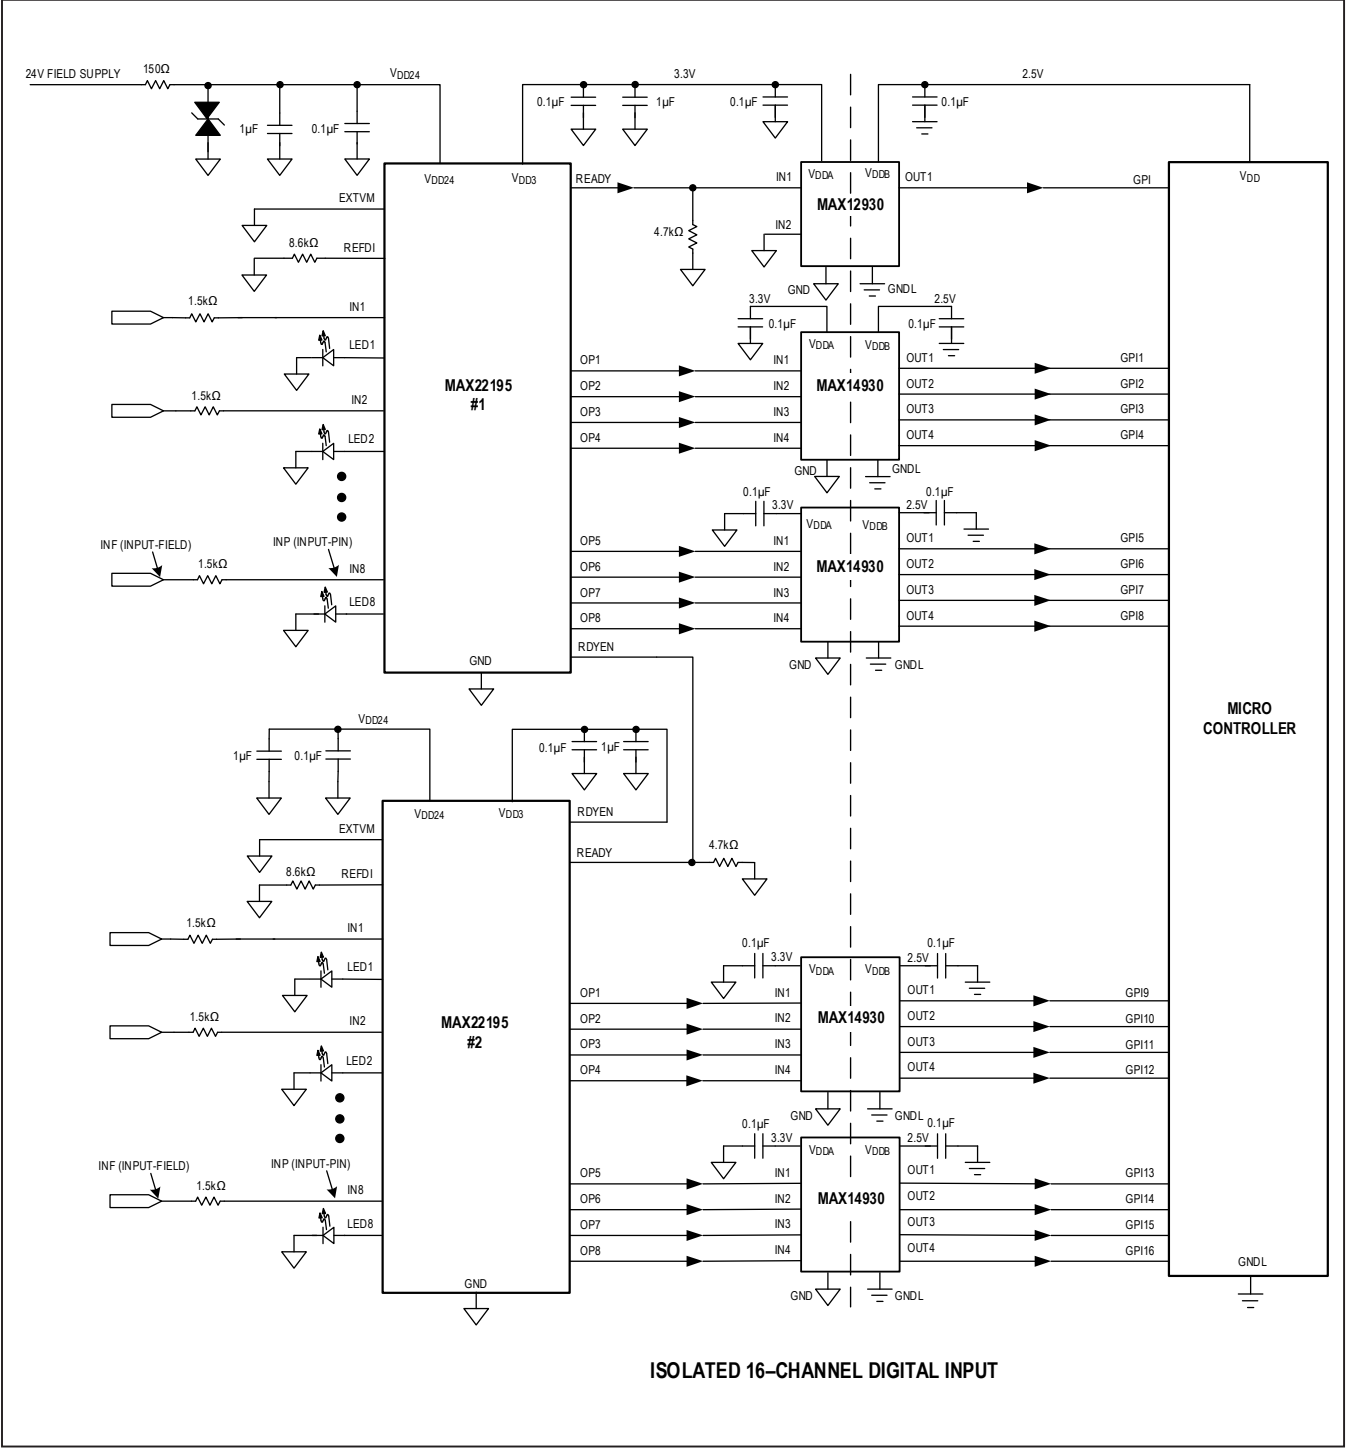 24V FIELD SUPPLY 150Ω VDD24 3.3V 2.5V
1µF 0.1µF 0.1µF 1µF 0.1µF 0.1µF
VDD24 VDD3 READY IN1 VDDA VDDB OUT1 GPI VDD
EXTVM MAX12930
8.6kΩ REFDI 4.7kΩ IN2
1.5kΩ IN1 GND GNDL
3.3V 2.5V
0.1µF 0.1µF
LED1 VDDA VDDB
OP1 IN1 OUT1 GPI1
MAX22195 OP2 IN2 MAX14930 OUT2 GPI2
#1
1.5kΩ IN2 OP3 IN3 OUT3 GPI3
LED2 OP4 IN4 OUT4 GPI4
GND GNDL
0.1µF 3.3V 2.5V 0.1µF
VDDA VDDB
INF (INPUT-FIELD) INP (INPUT-PIN) OP5 IN1 OUT1 GPI5
1.5kΩ IN8 OP6 IN2 MAX14930 OUT2 GPI6
OP7 IN3 OUT3 GPI7
LED8 OP8 IN4 OUT4 GPI8
RDYEN
GND GND GNDL
MICRO
CONTROLLER
VDD24
1µF 0.1µF 0.1µF 1µF
VDD24 VDD3 RDYEN
EXTVM
8.6kΩ REFDI READY 4.7kΩ
1.5kΩ IN1 0.1µF 3.3V 2.5V 0.1µF
LED1 VDDA VDDB
OP1 IN1 OUT1 GPI9
1.5kΩ IN2 MAX22195 OP2 IN2 MAX14930 OUT2 GPI10
#2 OP3 IN3 OUT3 GPI11
LED2 OP4 IN4 OUT4 GPI12
GND GNDL
0.1µF 3.3V 2.5V 0.1µF
VDDA VDDB
INF (INPUT-FIELD) INP (INPUT-PIN) OP5 IN1 OUT1 GPI13
1.5kΩ IN8 OP6 IN2 MAX14930 OUT2 GPI14
LED8 OP7 IN3 OUT3 GPI15
OP8 IN4 OUT4 GPI16
GNDL
GND GND GNDL
ISOLATED 16–CHANNEL DIGITAL INPUT